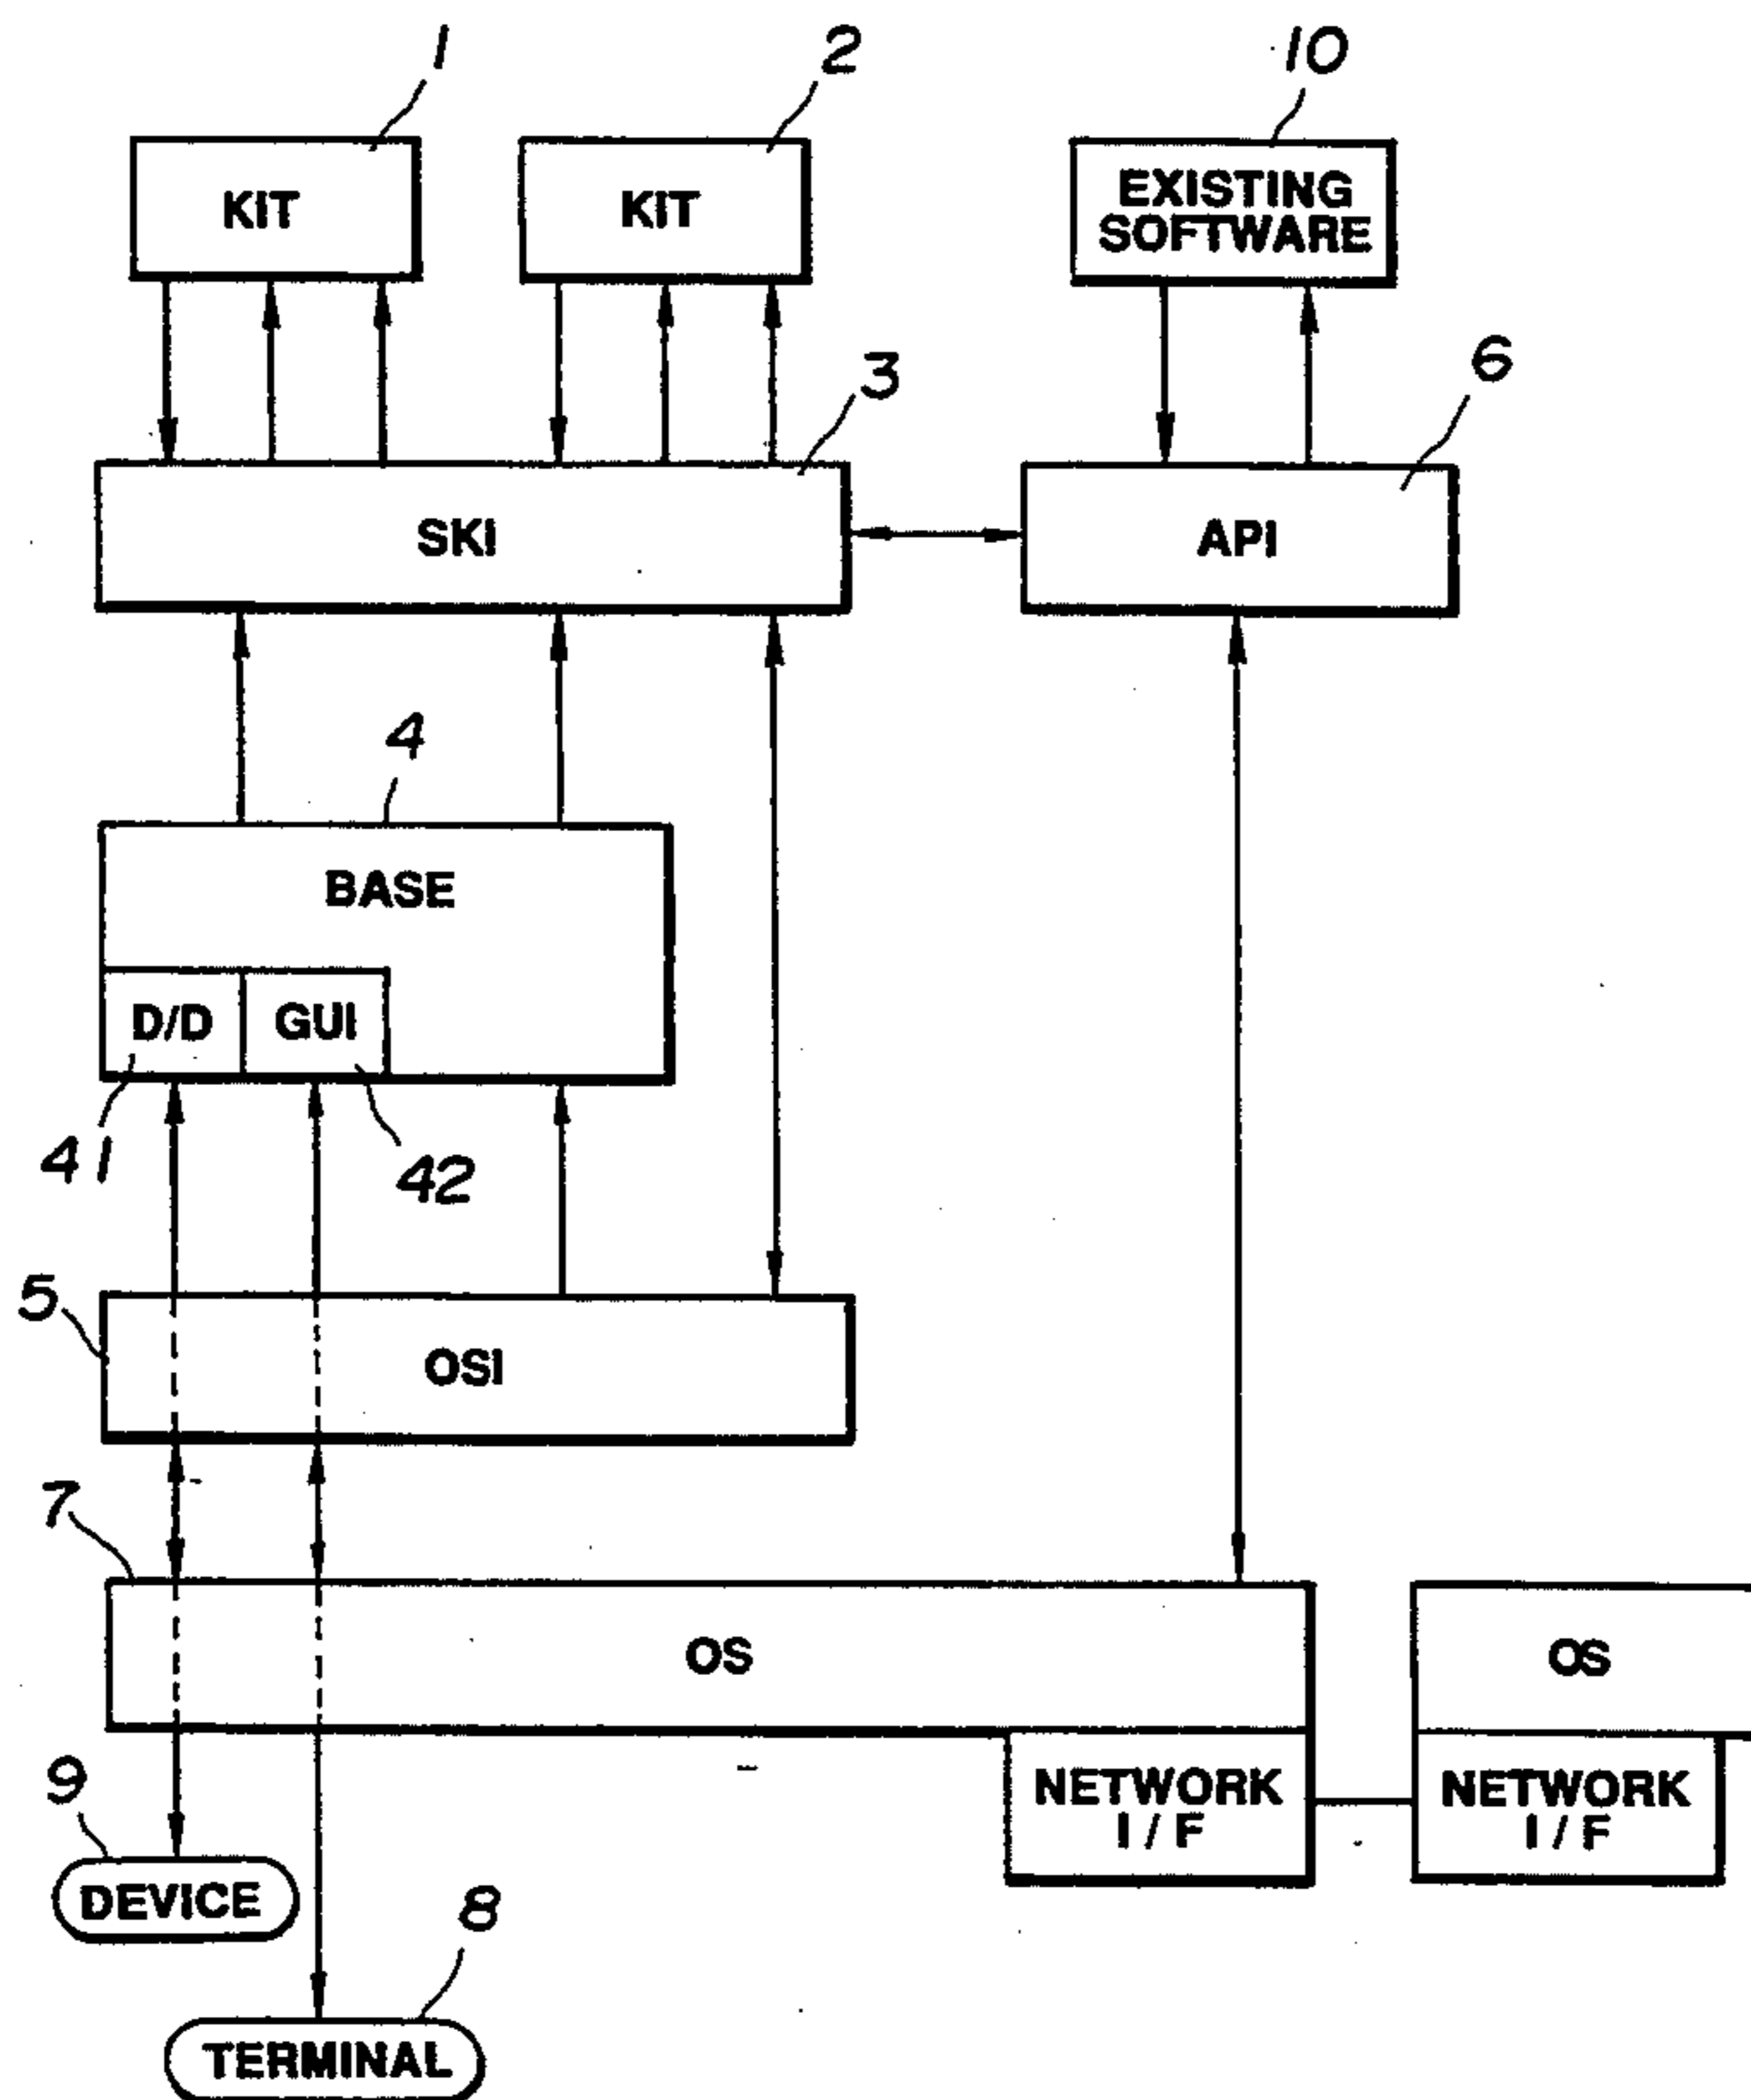 1
2
10
KIT
KIT
EXISTING
SOFTWARE
3
6
SKI
API
4
BASE
D/D
GUI
41
42
5
OSI
7
OS
OS
NETWORK
I/F
NETWORK
I/F
9
DEVICE
8
TERMINAL